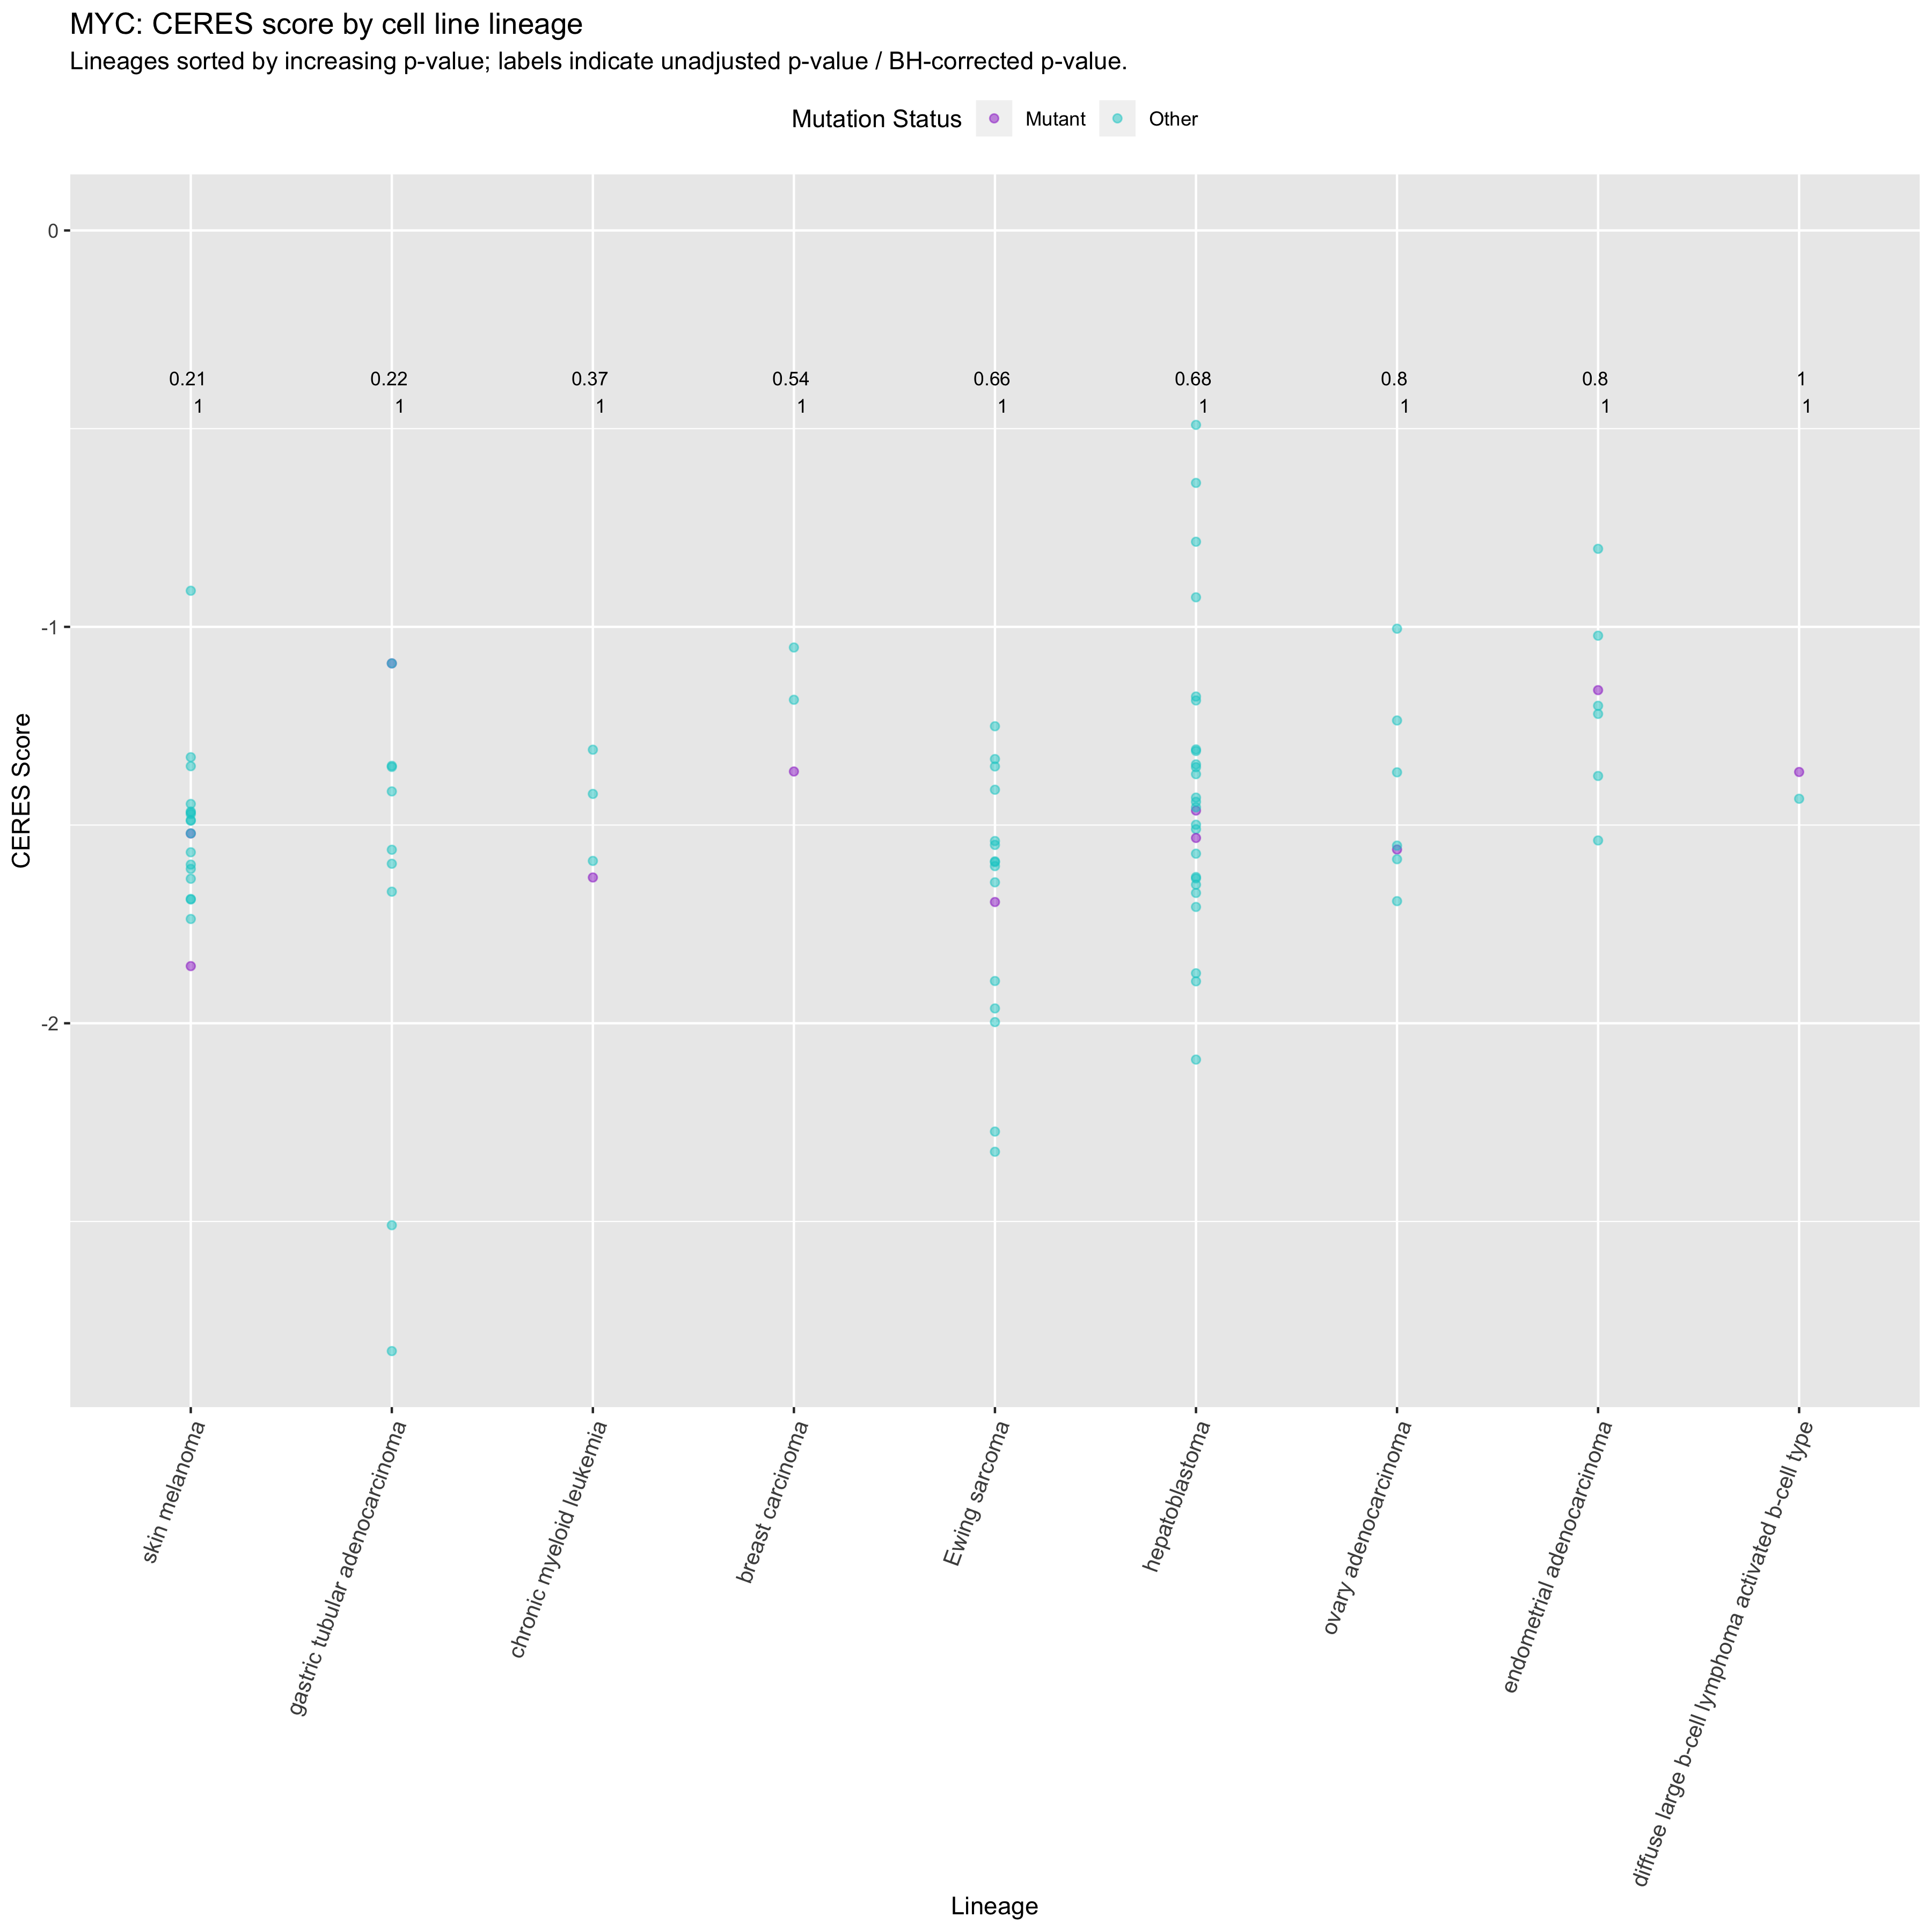 MYC: CERES score by cell line lineage
Lineages sorted by increasing p-value; labels indicate unadjusted p-value / BH-corrected p-value.
Mutation Status Mutant Other
0
0.21 0.22 0.37 0.54 0.66 0.68 0.8 0.8 1
1 1 1 1 1 1 1 1 1
-1
CERES Score
-2
skin melanoma
gastric tubular adenocarcinoma
chronic myeloid leukemia
breast carcinoma
Ewing sarcoma
hepatoblastoma
ovary adenocarcinoma
endometrial adenocarcinoma
diffuse large b-cell lymphoma activated b-cell type
Lineage